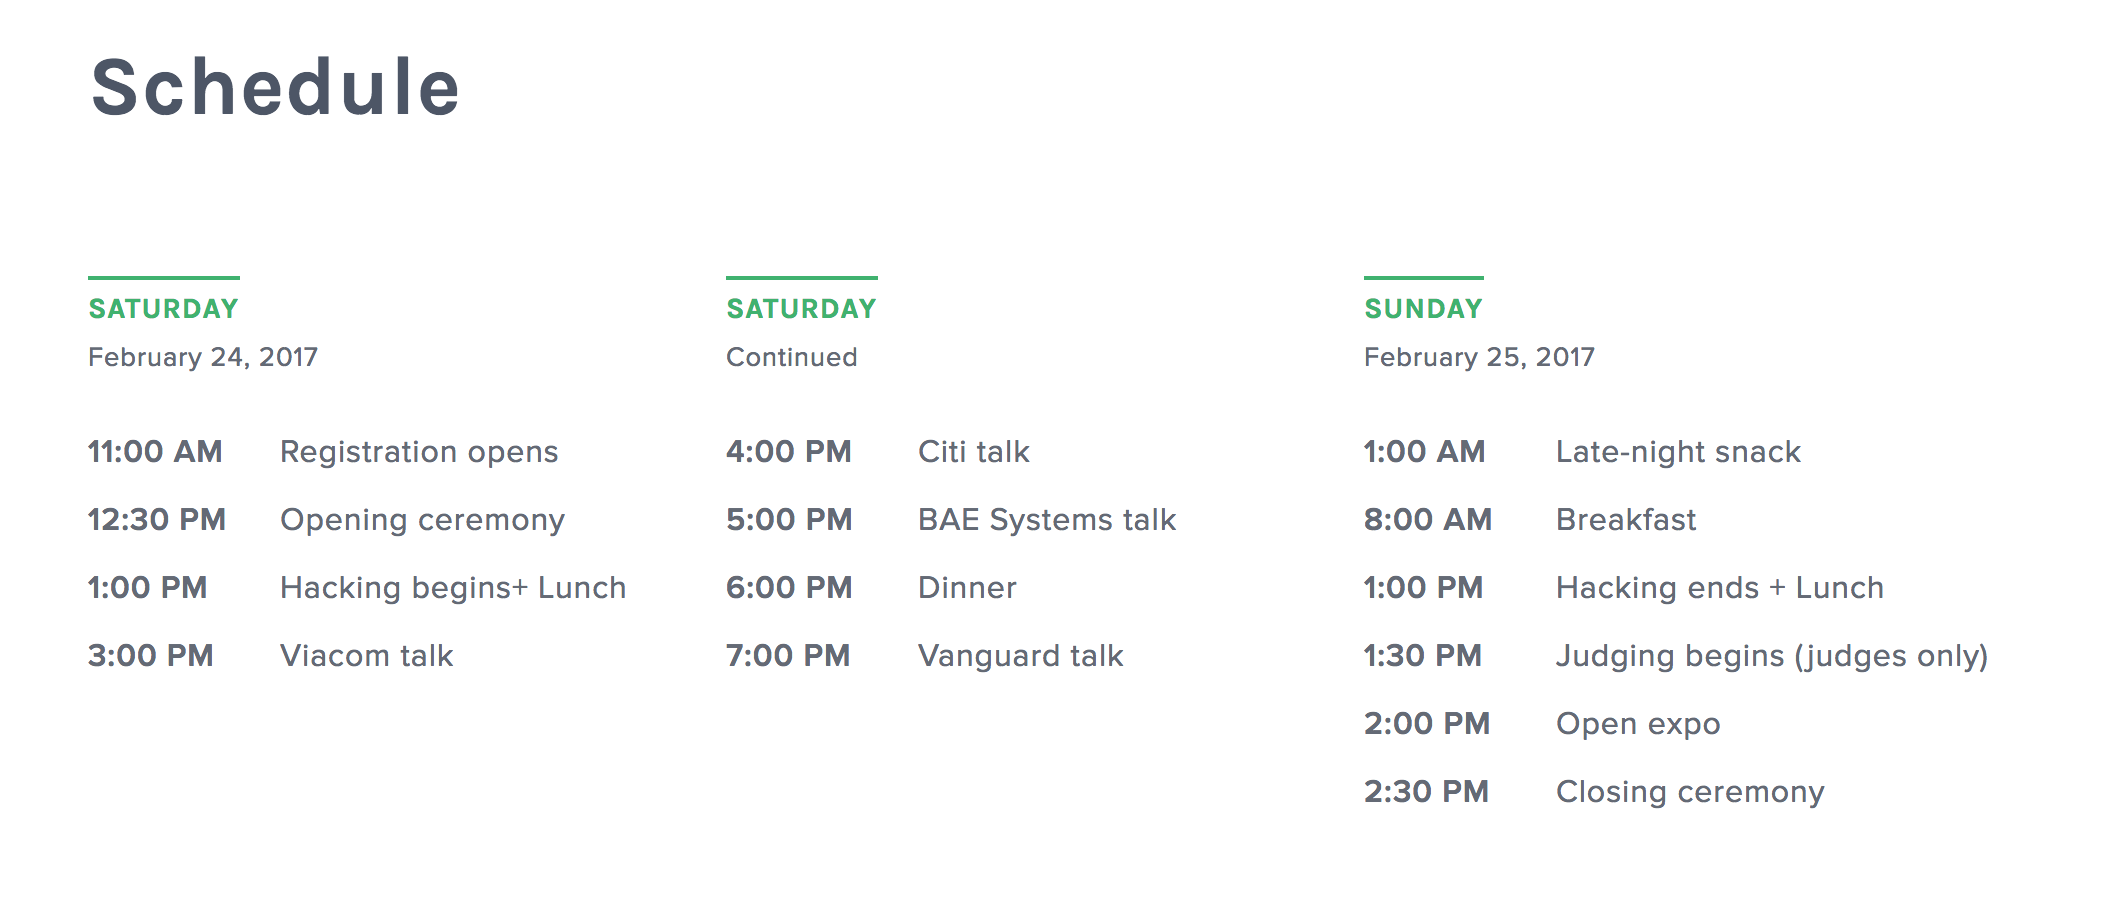 Schedule
SATURDAY
February 24, 2017
11:00 AM Registration opens
12:30 PM Opening ceremony
1:00 PM Hacking begins+ Lunch
3:00 PM Viacom talk
SATURDAY
Continued
4:00 PM Citi talk
5:00 PM BAE Systems talk
6:00 PM Dinner
7:00 PM Vanguard talk
SUNDAY
February 25, 2017
1:00 AM Late-night snack
8:00 AM Breakfast
1:00 PM Hacking ends + Lunch
1:30 PM Judging begins (judges only)
2:00 PM Open expo
2:30 PM Closing ceremony